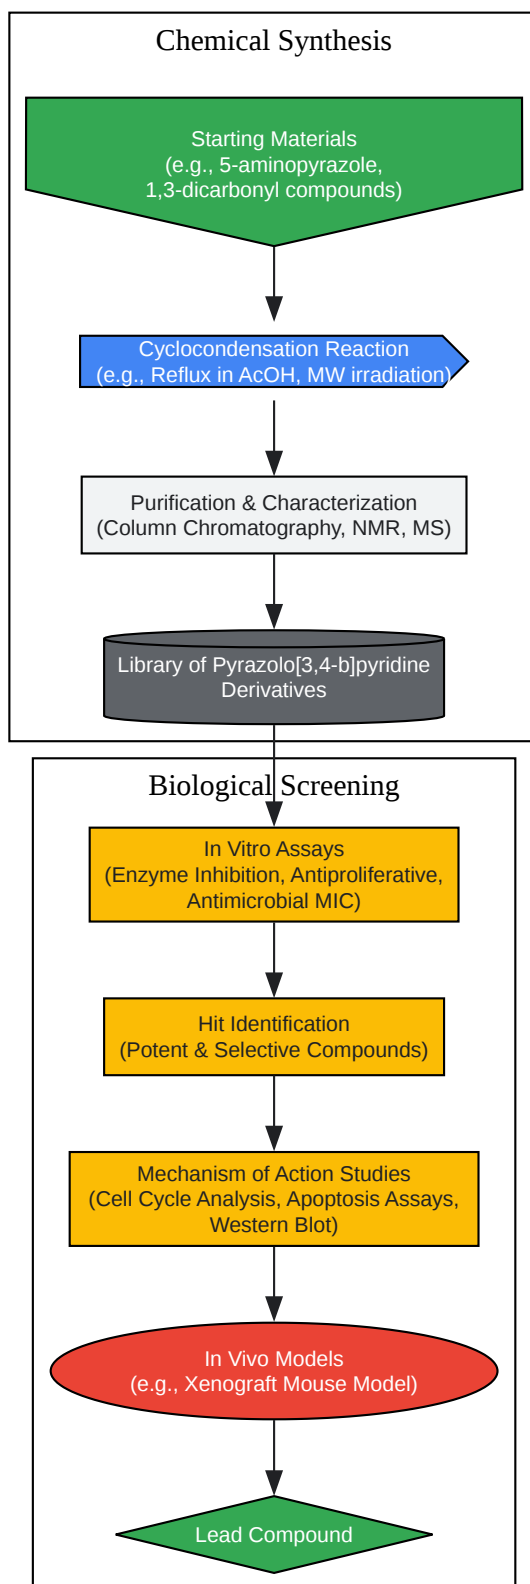 Chemical Synthesis
Starting Materials
(e.g., 5-aminopyrazole,
1,3-dicarbonyl compounds)
Cyclocondensation Reaction
(e.g., Reflux in AcOH, MW irradiation)
Purification & Characterization
(Column Chromatography, NMR, MS)
Library of Pyrazolo[3,4-b]pyridine
Derivatives
Biological Screening
In Vitro Assays
(Enzyme Inhibition, Antiproliferative,
Antimicrobial MIC)
Hit Identification
(Potent & Selective Compounds)
Mechanism of Action Studies
(Cell Cycle Analysis, Apoptosis Assays,
Western Blot)
In Vivo Models
(e.g., Xenograft Mouse Model)
Lead Compound